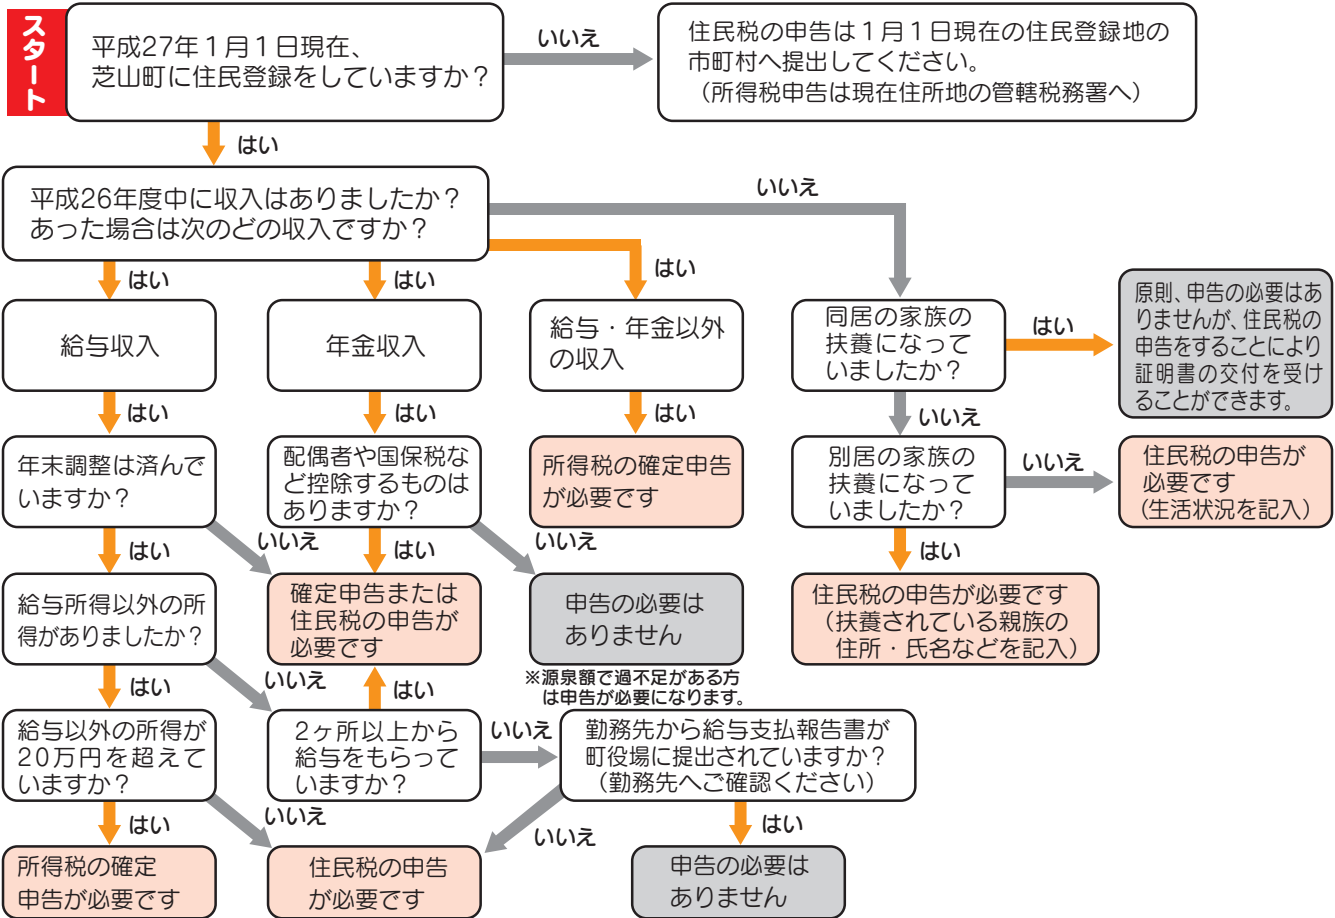 スタート
平成27年1月1日現在、
芝山町に住民登録をしていますか？
いいえ
住民税の申告は1月1日現在の住民登録地の
市町村へ提出してください。
（所得税申告は現在住所地の管轄税務署へ）
はい
平成26年度中に収入はありましたか？
あった場合は次のどの収入ですか？
いいえ
はい
はい
はい
給与収入
年金収入
給与・年金以外
の収入
同居の家族の
扶養になって
いましたか？
はい
原則、申告の必要はあ
りませんが、住民税の
申告をすることにより
証明書の交付を受け
ることができます。
はい
はい
はい
いいえ
年末調整は済んで
いますか？
配偶者や国保税な
ど控除するものは
ありますか？
所得税の確定申告
が必要です
別居の家族の
扶養になって
いましたか？
いいえ
住民税の申告が
必要です
（生活状況を記入）
はい
いいえ
はい
いいえ
はい
給与所得以外の所
得がありましたか？
確定申告または
住民税の申告が
必要です
申告の必要は
ありません
※源泉額で過不足がある方
は申告が必要になります。
住民税の申告が必要です
（扶養されている親族の
住所・氏名などを記入）
はい
いいえ
はい
給与以外の所得が
20万円を超えて
いますか？
2ヶ所以上から
給与をもらって
いますか？
いいえ
勤務先から給与支払報告書が
町役場に提出されていますか？
（勤務先へご確認ください）
はい
いいえ
いいえ
はい
所得税の確定
申告が必要です
住民税の申告
が必要です
申告の必要は
ありません